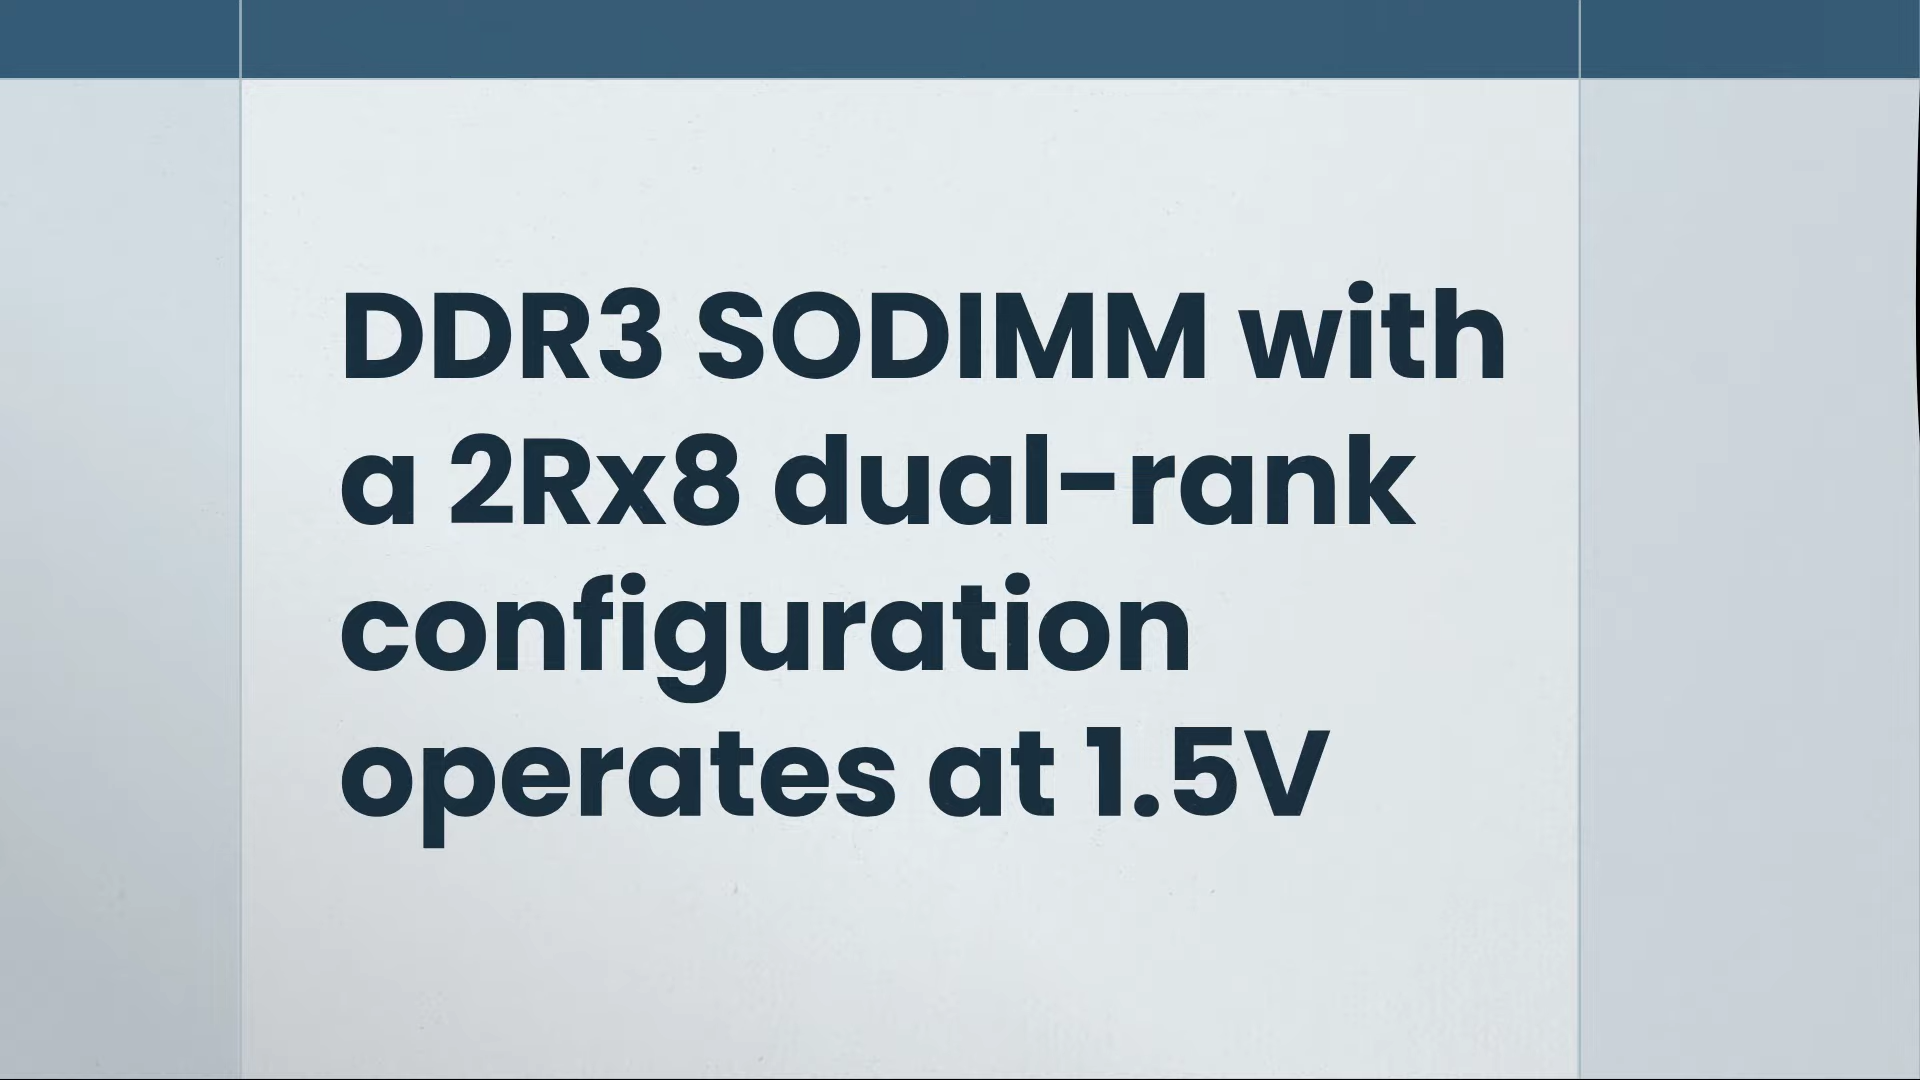 DDR3 SODIMM with
a 2Rx8 dual-rank
configuration
operates at 1.5V